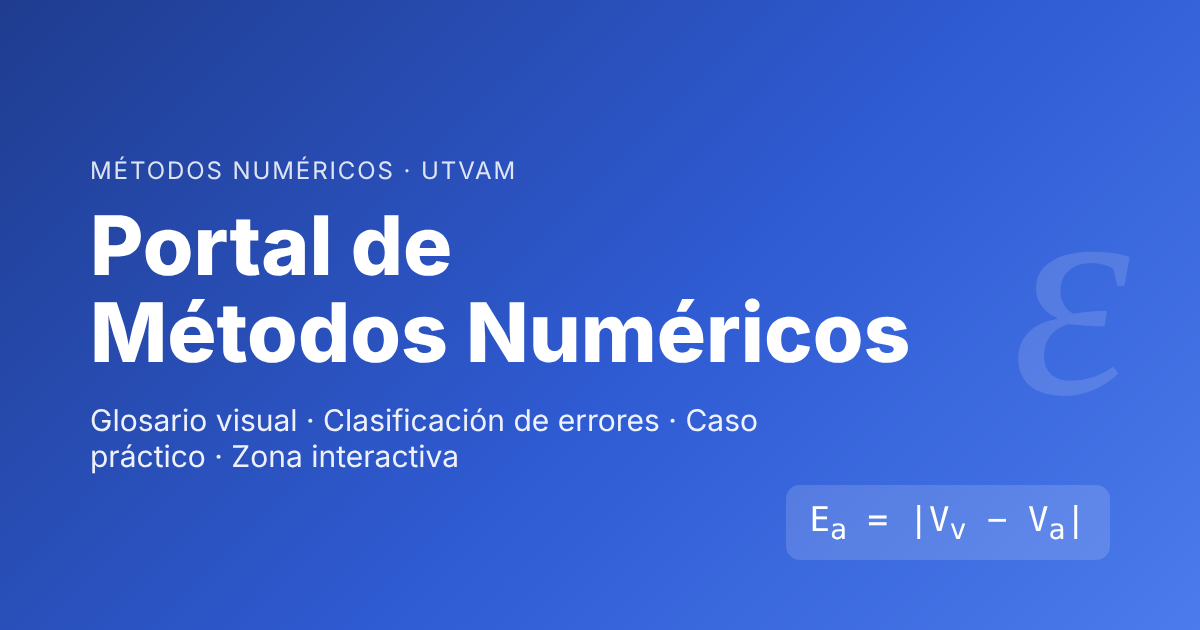 MÉTODOS NUMÉRICOS · UTVAM
Portal de
Métodos Numéricos
ε
Glosario visual · Clasificación de errores · Caso
práctico · Zona interactiva
Eₐ = |Vᵥ − Vₐ|